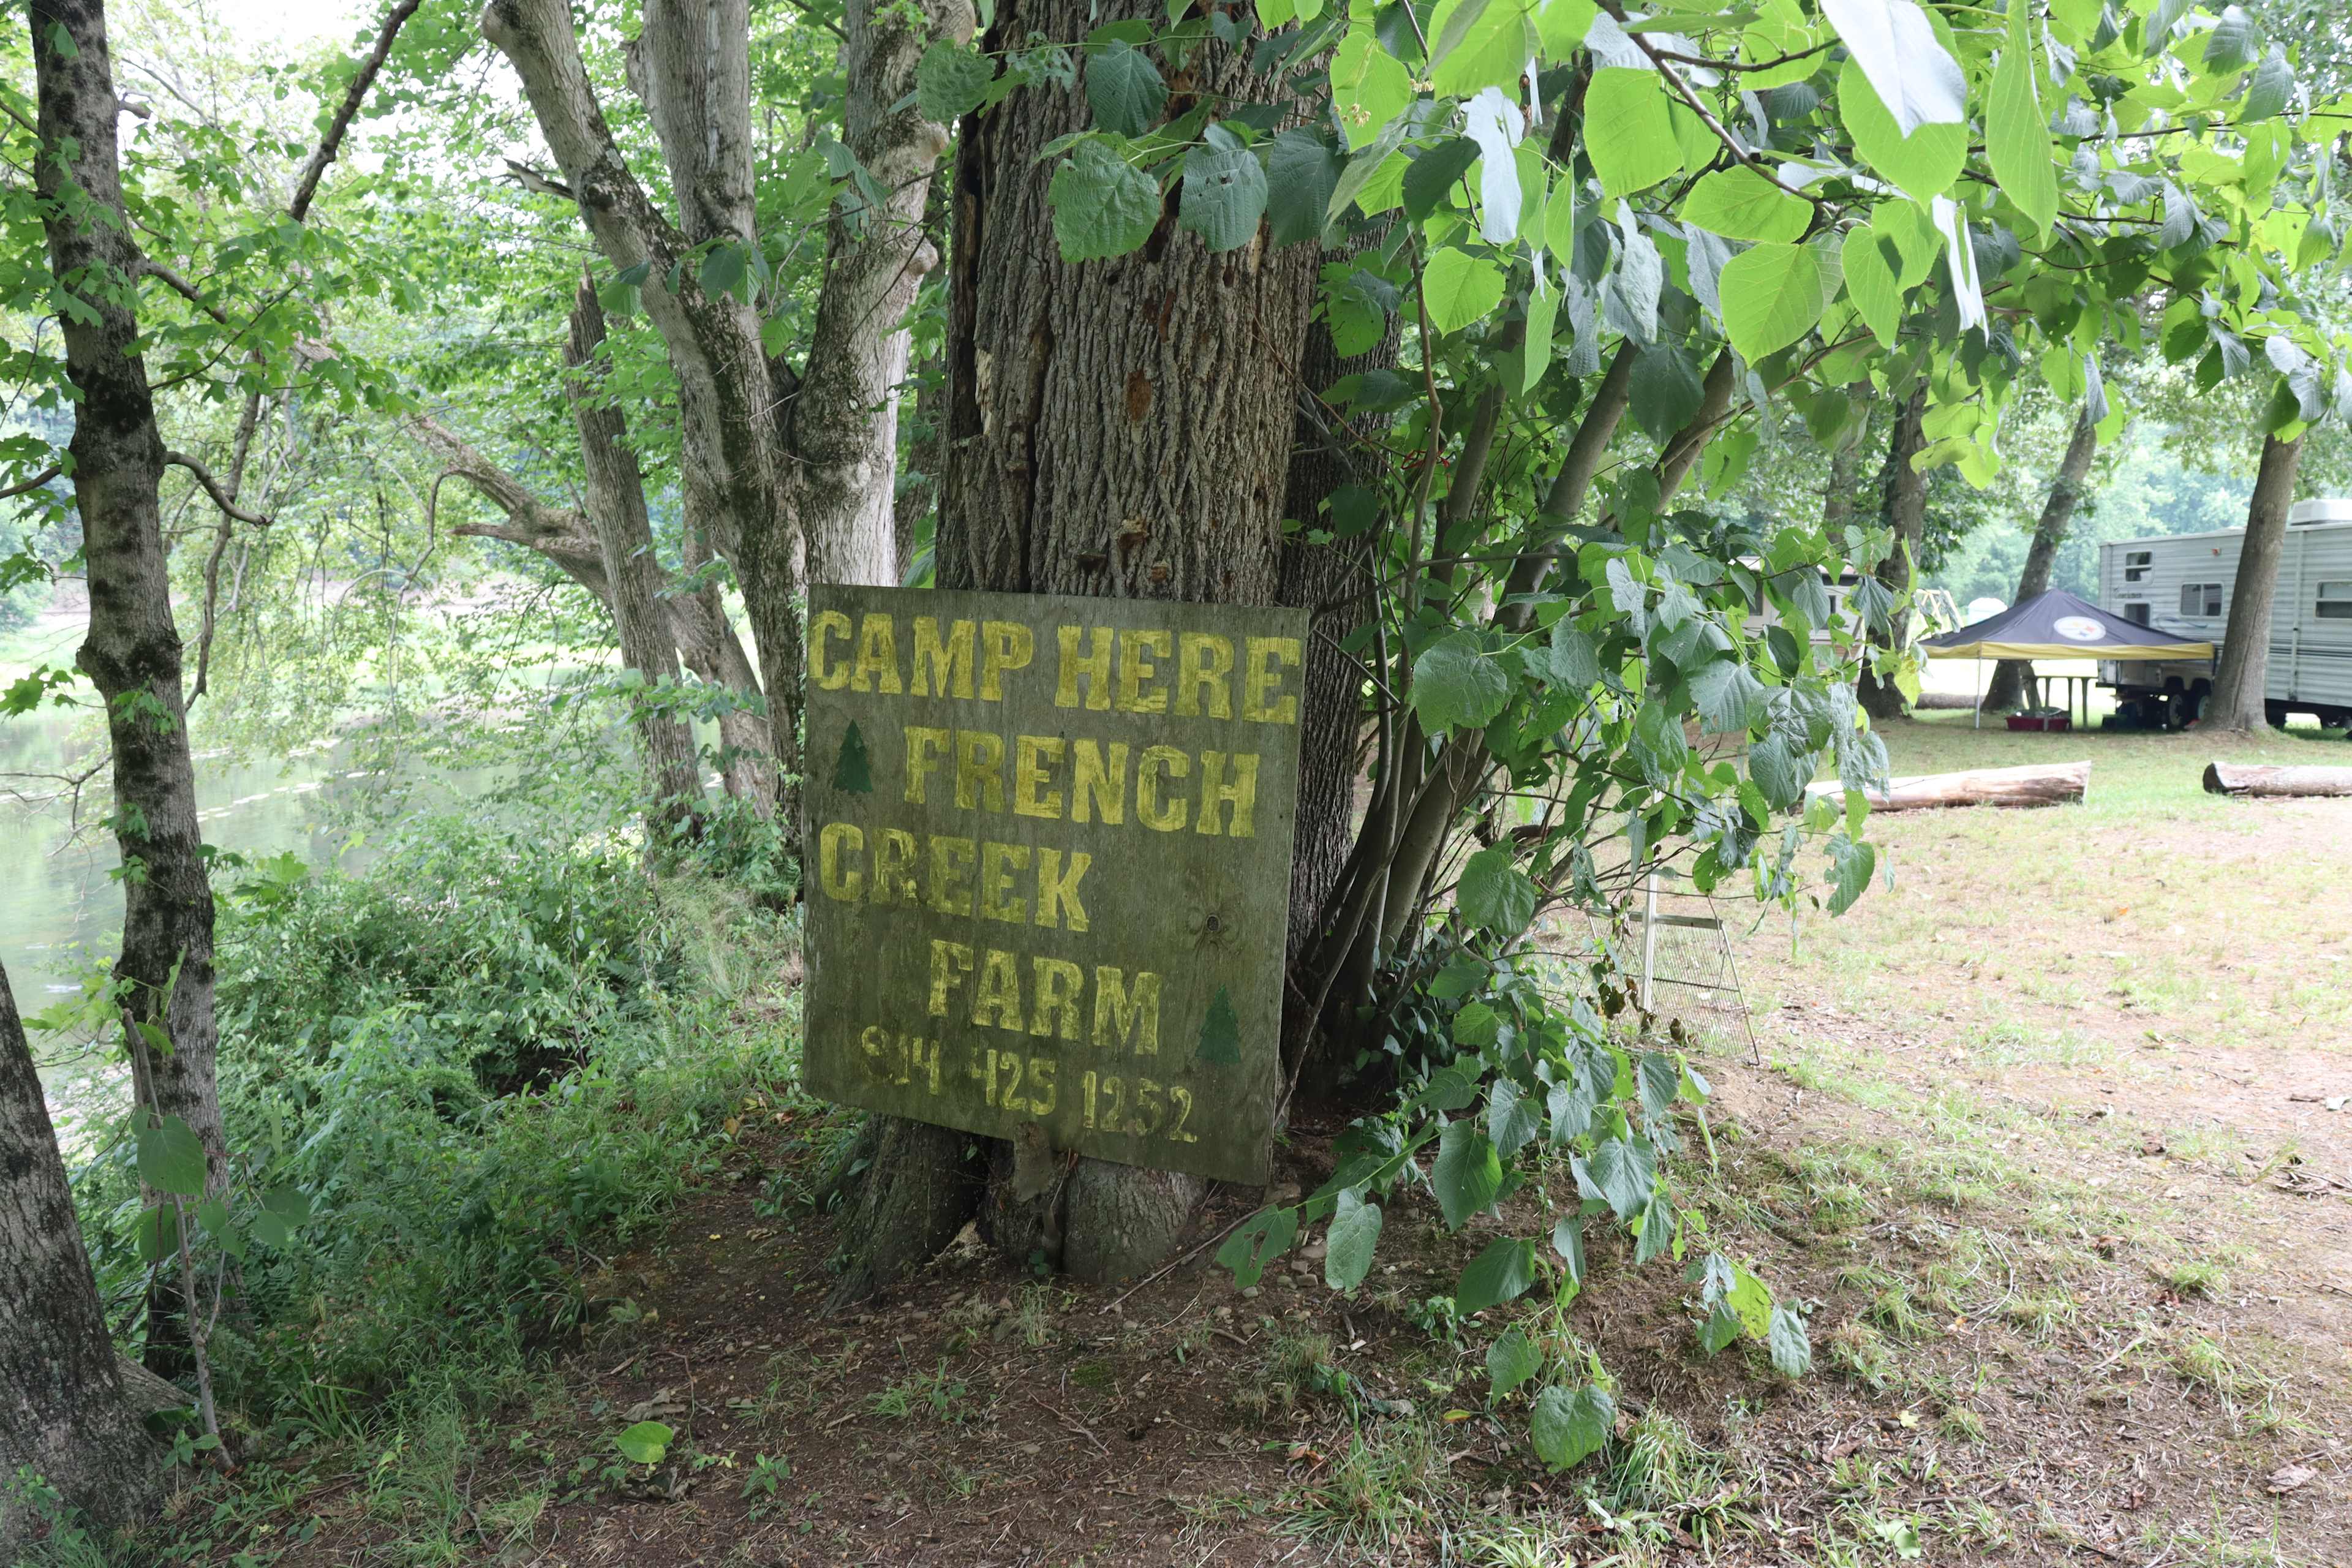 CAMP HERE
FRENCH
CREEK
FARM
814 425 1252